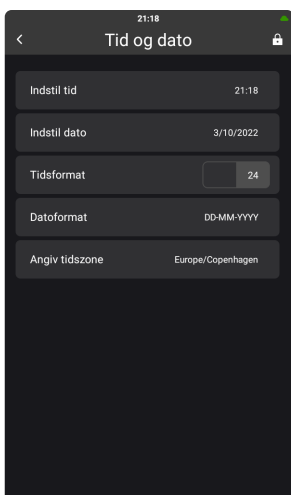 21:18
Tid og dato
Indstil tid 21:18
Indstil dato 3/10/2022
Tidsformat 24
Datoformat DD-MM-YYYY
Angiv tidszone Europe/Copenhagen